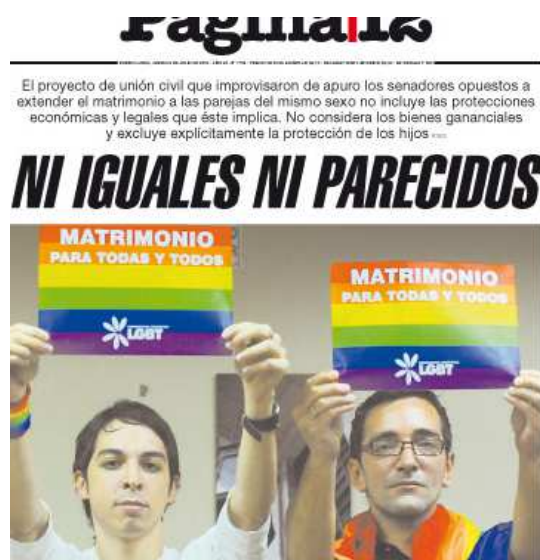 Página|12
El proyecto de unión civil que improvisaron de apuro los senadores opuestos a
extender el matrimonio a las parejas del mismo sexo no incluye las protecciones
económicas y legales que éste implica. No considera los bienes gananciales
y excluye explícitamente la protección de los hijos
NI IGUALES NI PARECIDOS
MATRIMONIO
PARA TODAS Y TODOS
LGBT
MATRIMONIO
PARA TODAS Y TODOS
LGBT